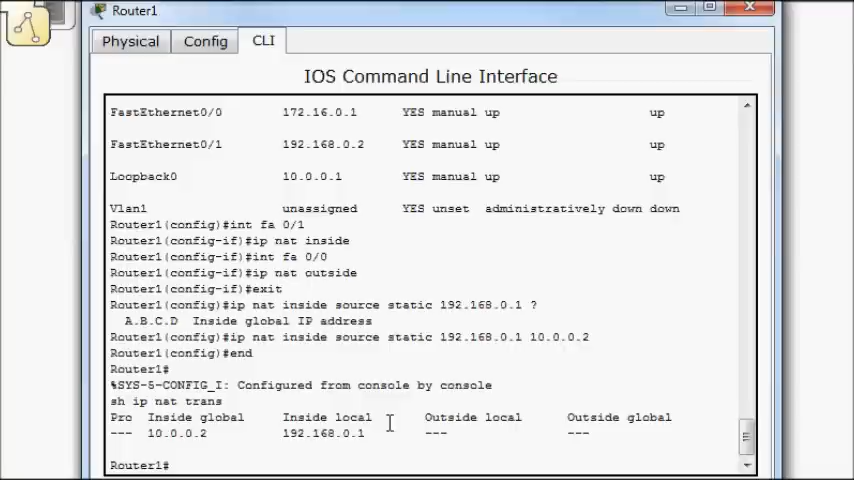 Router1
Physical Config CLI
IOS Command Line Interface
FastEthernet0/0 172.16.0.1 YES manual up up
FastEthernet0/1 192.168.0.2 YES manual up up
Loopback0 10.0.0.1 YES manual up up
Vlan1 unassigned YES unset administratively down down
Router1(config)#int fa 0/1
Router1(config-if)#ip nat inside
Router1(config-if)#int fa 0/0
Router1(config-if)#ip nat outside
Router1(config-if)#exit
Router1(config)#ip nat inside source static 192.168.0.1 ?
A.B.C.D Inside global IP address
Router1(config)#ip nat inside source static 192.168.0.1 10.0.0.2
Router1(config)#end
Router1#
%SYS-5-CONFIG_I: Configured from console by console
sh ip nat trans
Pro Inside global Inside local Outside local Outside global
--- 10.0.0.2 192.168.0.1 --- ---
Router1#